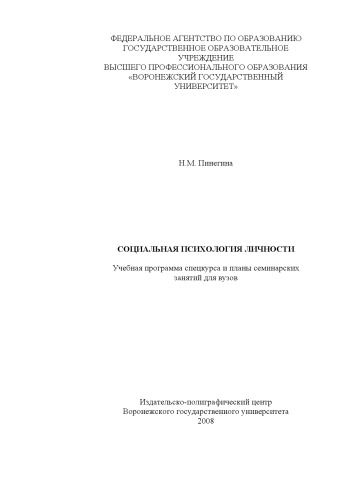 ФЕДЕРАЛЬНОЕ АГЕНТСТВО ПО ОБРАЗОВАНИЮ
ГОСУДАРСТВЕННОЕ ОБРАЗОВАТЕЛЬНОЕ
УЧРЕЖДЕНИЕ
ВЫСШЕГО ПРОФЕССИОНАЛЬНОГО ОБРАЗОВАНИЯ
«ВОРОНЕЖСКИЙ ГОСУДАРСТВЕННЫЙ
УНИВЕРСИТЕТ»
Н.М. Пинегина
СОЦИАЛЬНАЯ ПСИХОЛОГИЯ ЛИЧНОСТИ
Учебная программа спецкурса и планы семинарских
занятий для вузов
Издательско-полиграфический центр
Воронежского государственного университета
2008